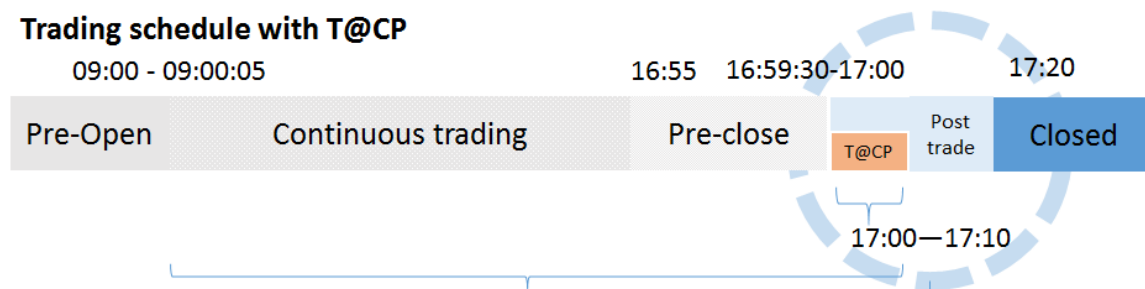 Trading schedule with T@CP
09:00 - 09:00:05
16:55
16:59:30-17:00
17:20
Pre-Open
Continuous trading
Pre-close
T@CP
Post
trade
Closed
17:00—17:10